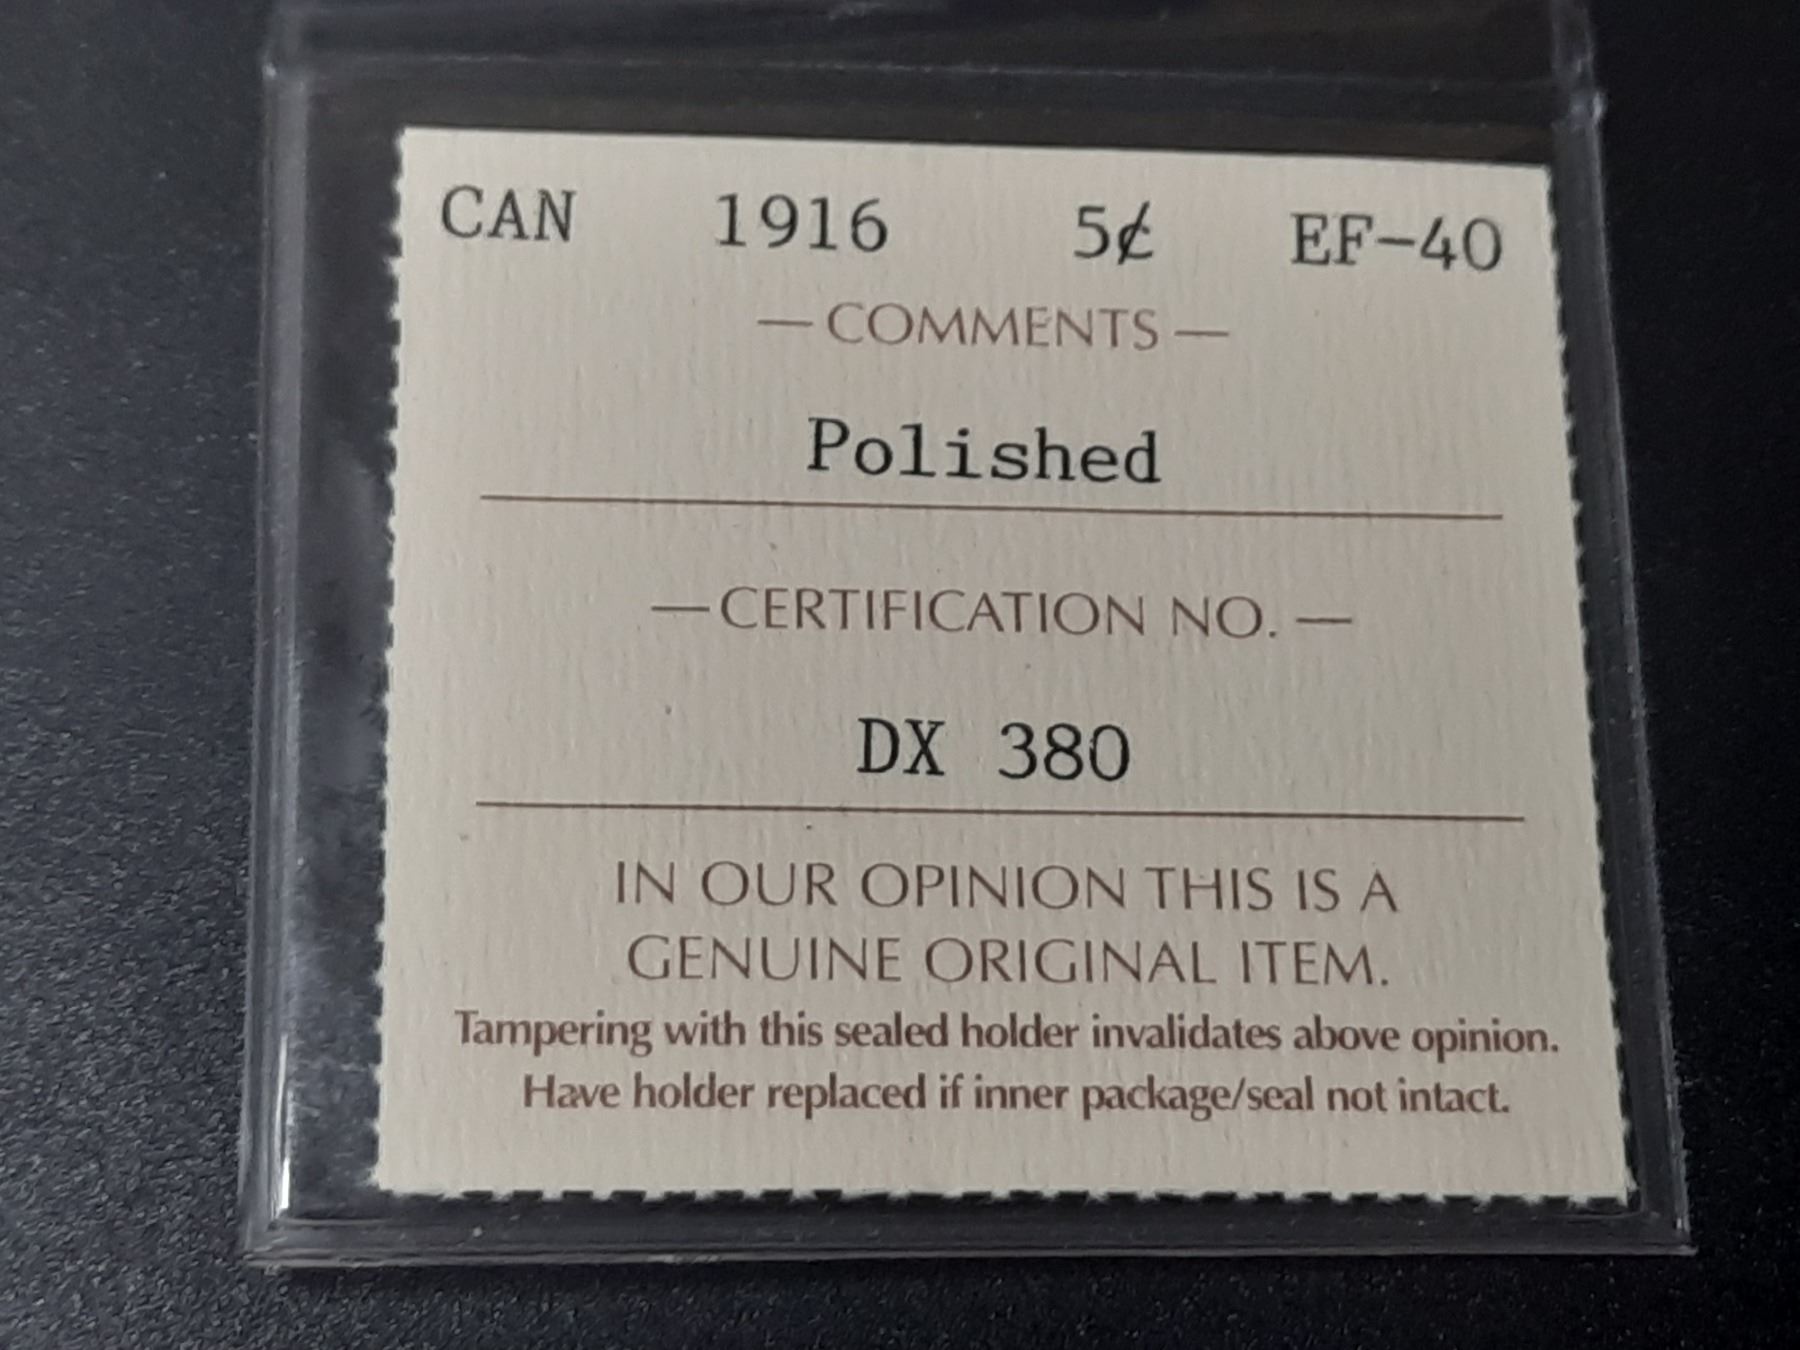 CAN 1916 5¢ EF-40
— COMMENTS —
Polished
— CERTIFICATION NO. —
DX 380
IN OUR OPINION THIS IS A
GENUINE ORIGINAL ITEM.
Tampering with this sealed holder invalidates above opinion.
Have holder replaced if inner package/seal not intact.